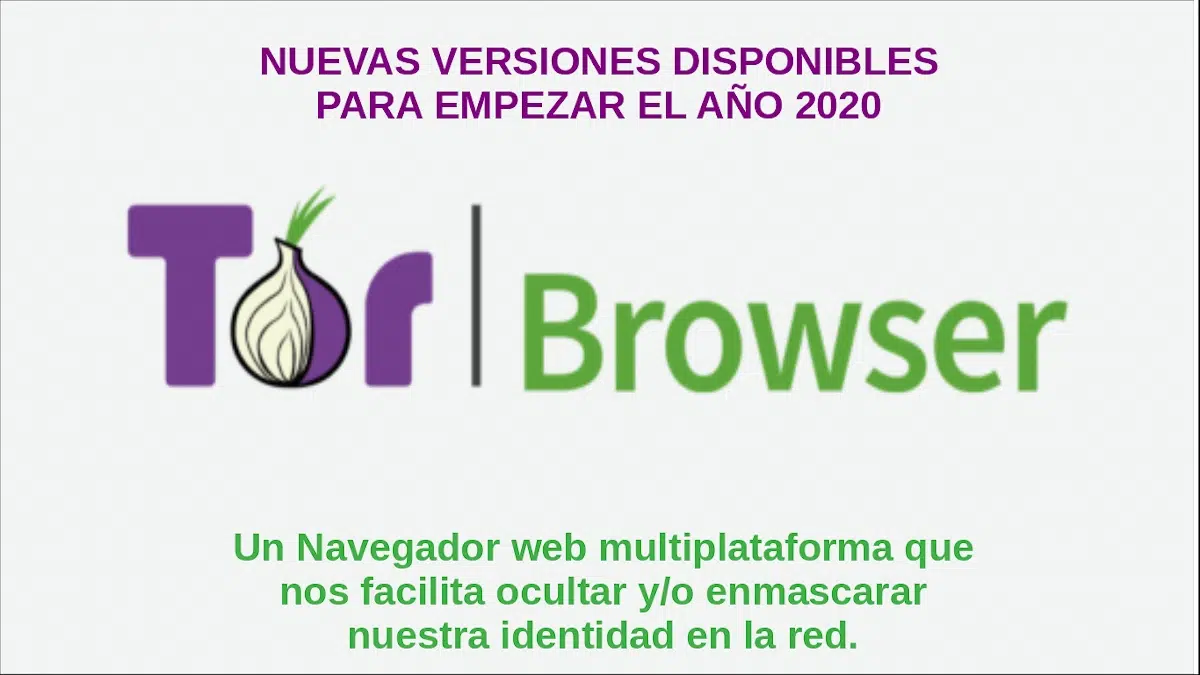 NUEVAS VERSIONES DISPONIBLES
PARA EMPEZAR EL AÑO 2020
Tor | Browser
Un Navegador web multiplataforma que
nos facilita ocultar y/o enmascarar
nuestra identidad en la red.